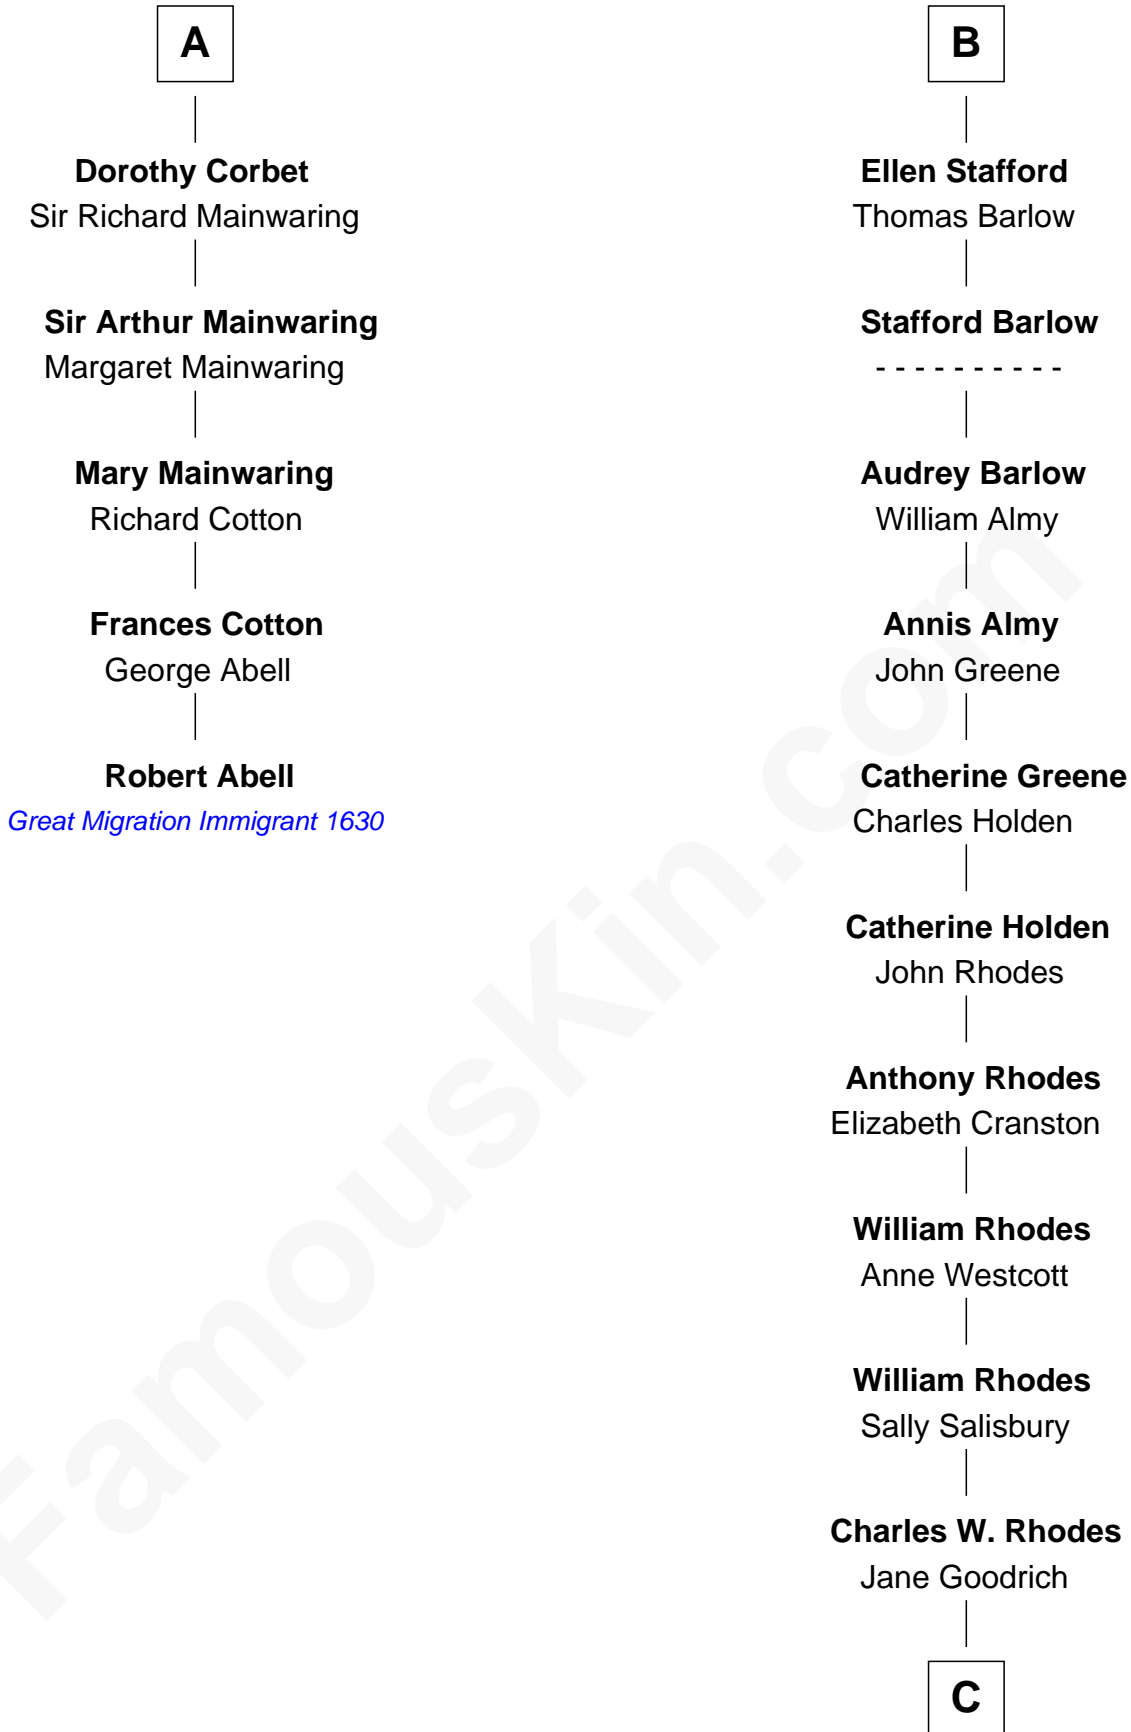 A
Dorothy Corbet
Sir Richard Mainwaring
Sir Arthur Mainwaring
Margaret Mainwaring
Mary Mainwaring
Richard Cotton
Frances Cotton
George Abell
Robert Abell
Great Migration Immigrant 1630
B
Ellen Stafford
Thomas Barlow
Stafford Barlow
- - - - - - - - - -
Audrey Barlow
William Almy
Annis Almy
John Greene
Catherine Greene
Charles Holden
Catherine Holden
John Rhodes
Anthony Rhodes
Elizabeth Cranston
William Rhodes
Anne Westcott
William Rhodes
Sally Salisbury
Charles W. Rhodes
Jane Goodrich
C
FamousKin.com